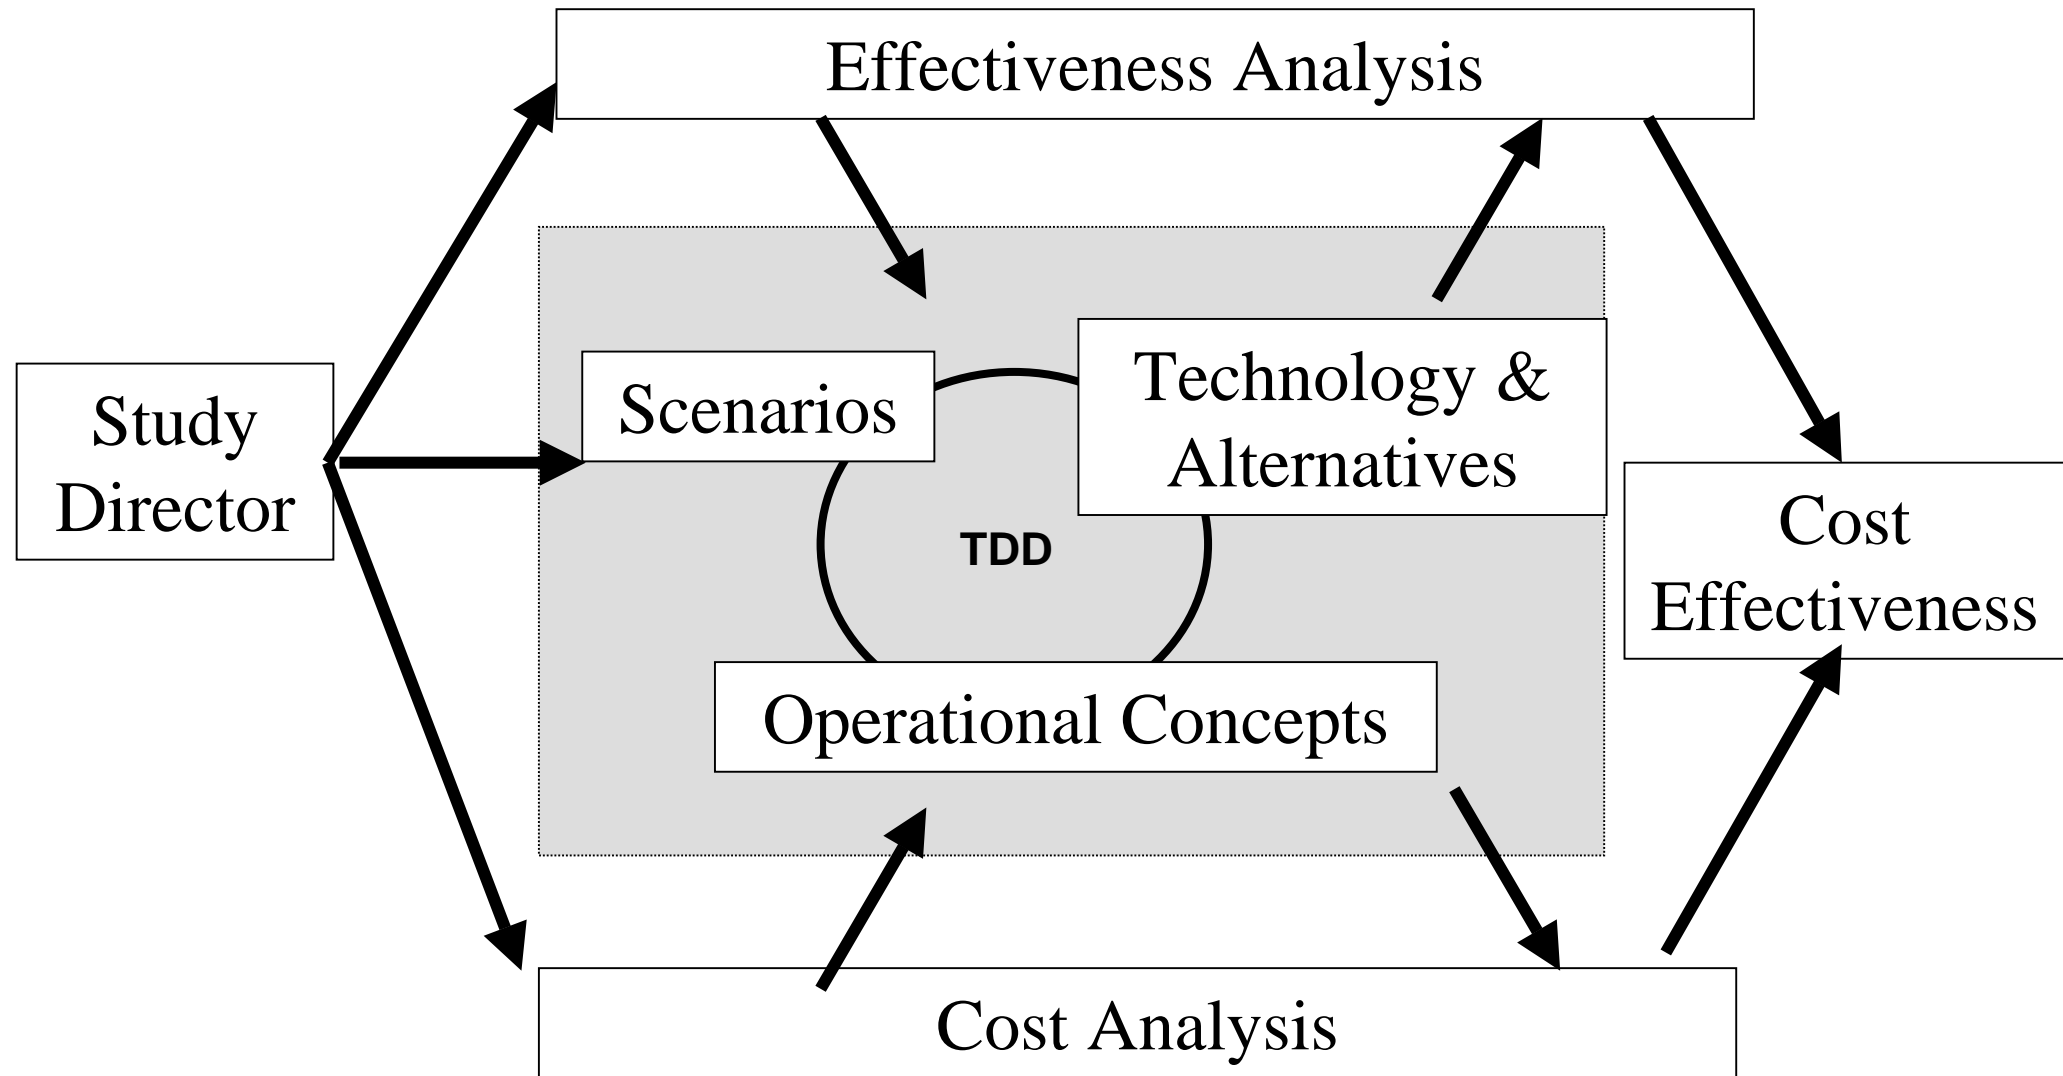 Effectiveness Analysis
Study
Director
Scenarios
Technology &
Alternatives
TDD
Operational Concepts
Cost
Effectiveness
Cost Analysis